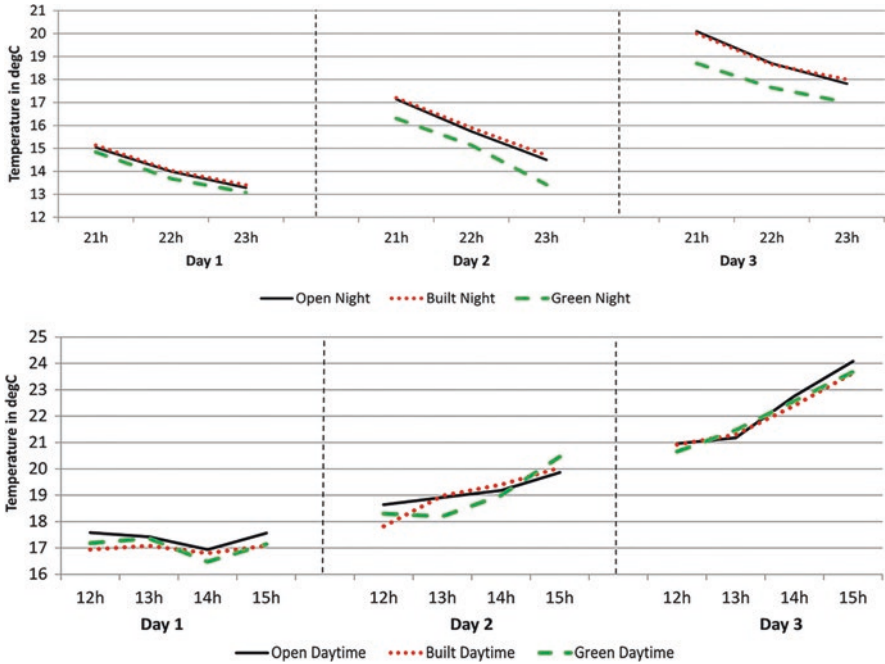 21
20
19
18
17
16
15
14
13
12
Temperature in degC
21h 22h 23h 21h 22h 23h 21h 22h 23h
Day 1 Day 2 Day 3
Open Night Built Night Green Night
25
24
23
22
21
20
19
18
17
16
Temperature in degC
12h 13h 14h 15h 12h 13h 14h 15h 12h 13h 14h 15h
Day 1 Day 2 Day 3
Open Daytime Built Daytime Green Daytime